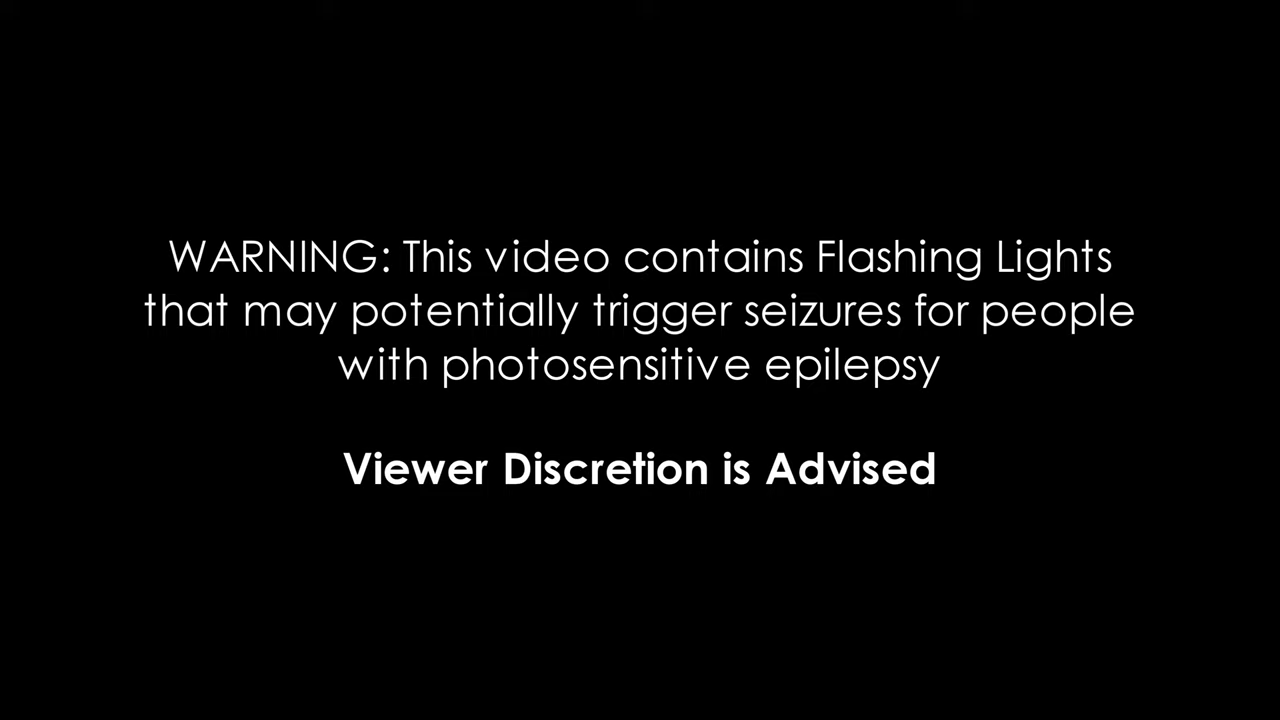 WARNING: This video contains Flashing Lights
that may potentially trigger seizures for people
with photosensitive epilepsy
Viewer Discretion is Advised